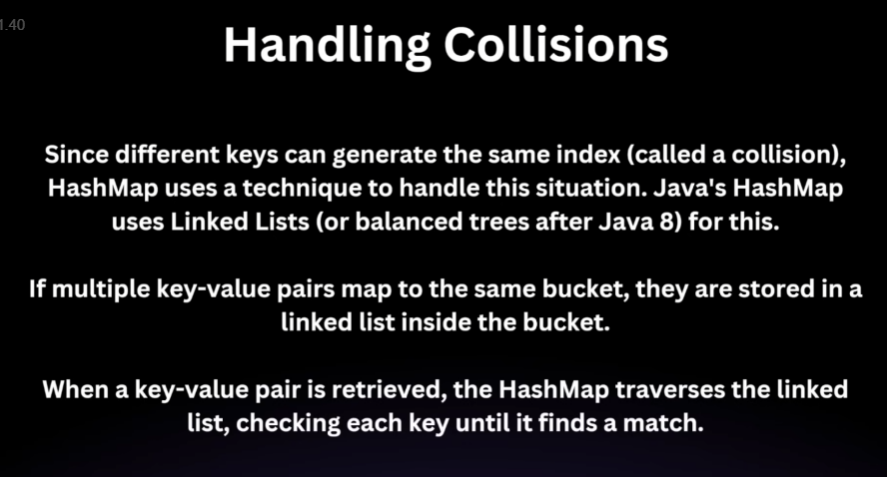 1.40
Handling Collisions
Since different keys can generate the same index (called a collision),
HashMap uses a technique to handle this situation. Java's HashMap
uses Linked Lists (or balanced trees after Java 8) for this.
If multiple key-value pairs map to the same bucket, they are stored in a
linked list inside the bucket.
When a key-value pair is retrieved, the HashMap traverses the linked
list, checking each key until it finds a match.